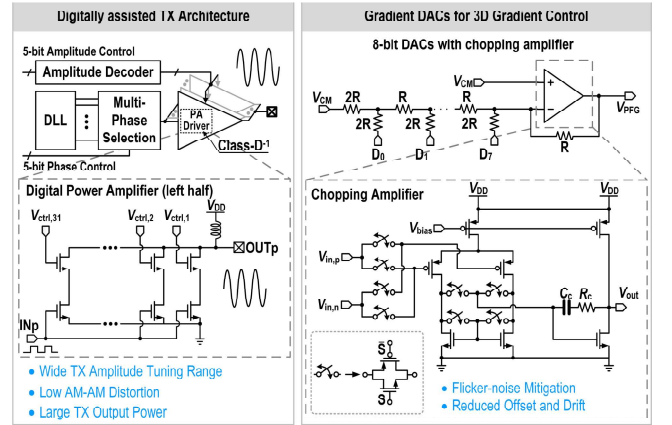 Digitally assisted TX Architecture
5-bit Amplitude Control
Amplitude Decoder
DLL
Multi-
Phase
Selection
PA
Driver
Class-D-1
5-bit Phase Control
Digital Power Amplifier (left half)
Vctrl,31
Vctrl,2
Vctrl,1
VDD
OUTp
INp
• Wide TX Amplitude Tuning Range
• Low AM-AM Distortion
• Large TX Output Power
Gradient DACs for 3D Gradient Control
8-bit DACs with chopping amplifier
VCM
VCM
2R
R
R
2R
2R
2R
D0
D1
D7
+
-
R
VPFG
Chopping Amplifier
VDD
VDD
Vbias
Vin,p
Vin,n
Cc
Rc
Vout
S
S
• Flicker-noise Mitigation
• Reduced Offset and Drift